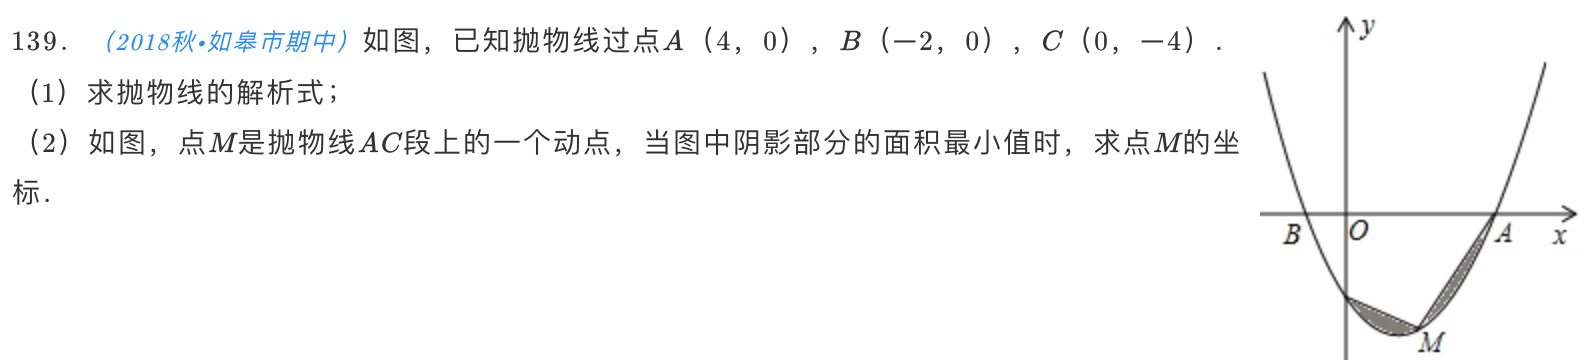 139. (2018秋•如皋市期中) 如图，已知抛物线过点A（4，0），B（−2，0），C（0，−4）.
（1）求抛物线的解析式；
（2）如图，点M是抛物线AC段上的一个动点，当图中阴影部分的面积最小值时，求点M的坐
标.
y
B O A x
M